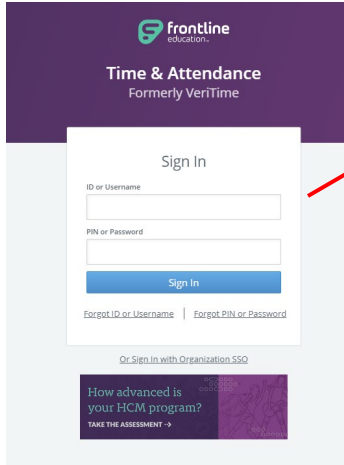 frontline
education™
Time & Attendance
Formerly VeriTime
Sign In
ID or Username
PIN or Password
Sign In
Forgot ID or Username | Forgot PIN or Password
Or Sign In with Organization SSO
How advanced is
your HCM program?
TAKE THE ASSESSMENT →